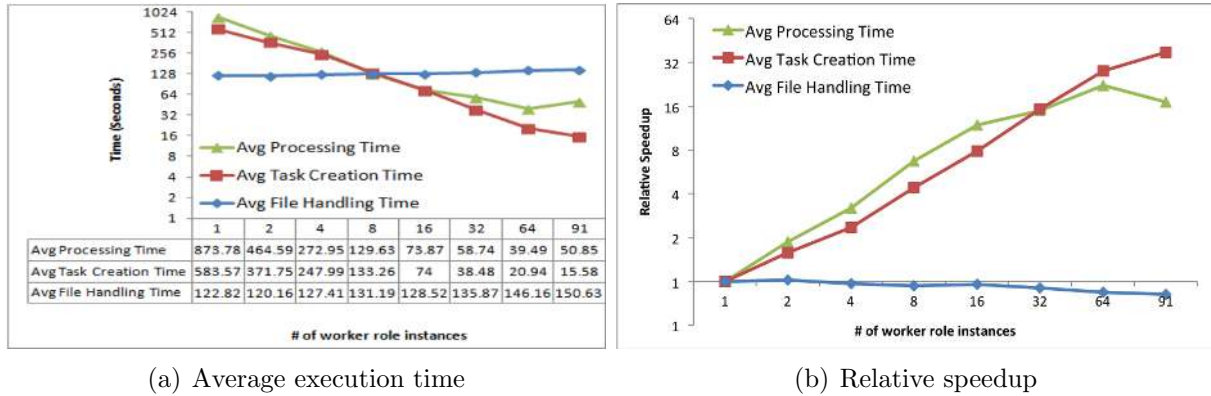 1024
512
256
128
64
32
16
8
4
2
1
Time (Seconds)
Avg Processing Time
Avg Task Creation Time
Avg File Handling Time
1 2 4 8 16 32 64 91
Avg Processing Time 873.78 464.59 272.95 129.63 73.87 58.74 39.49 50.85
Avg Task Creation Time 583.57 371.75 247.99 133.26 74 38.48 20.94 15.58
Avg File Handling Time 122.82 120.16 127.41 131.19 128.52 135.87 146.16 150.63
# of worker role instances
(a) Average execution time
64
32
16
8
4
2
1
1
Relative Speedup
Avg Processing Time
Avg Task Creation Time
Avg File Handling Time
1 2 4 8 16 32 64 91
# of worker role instances
(b) Relative speedup